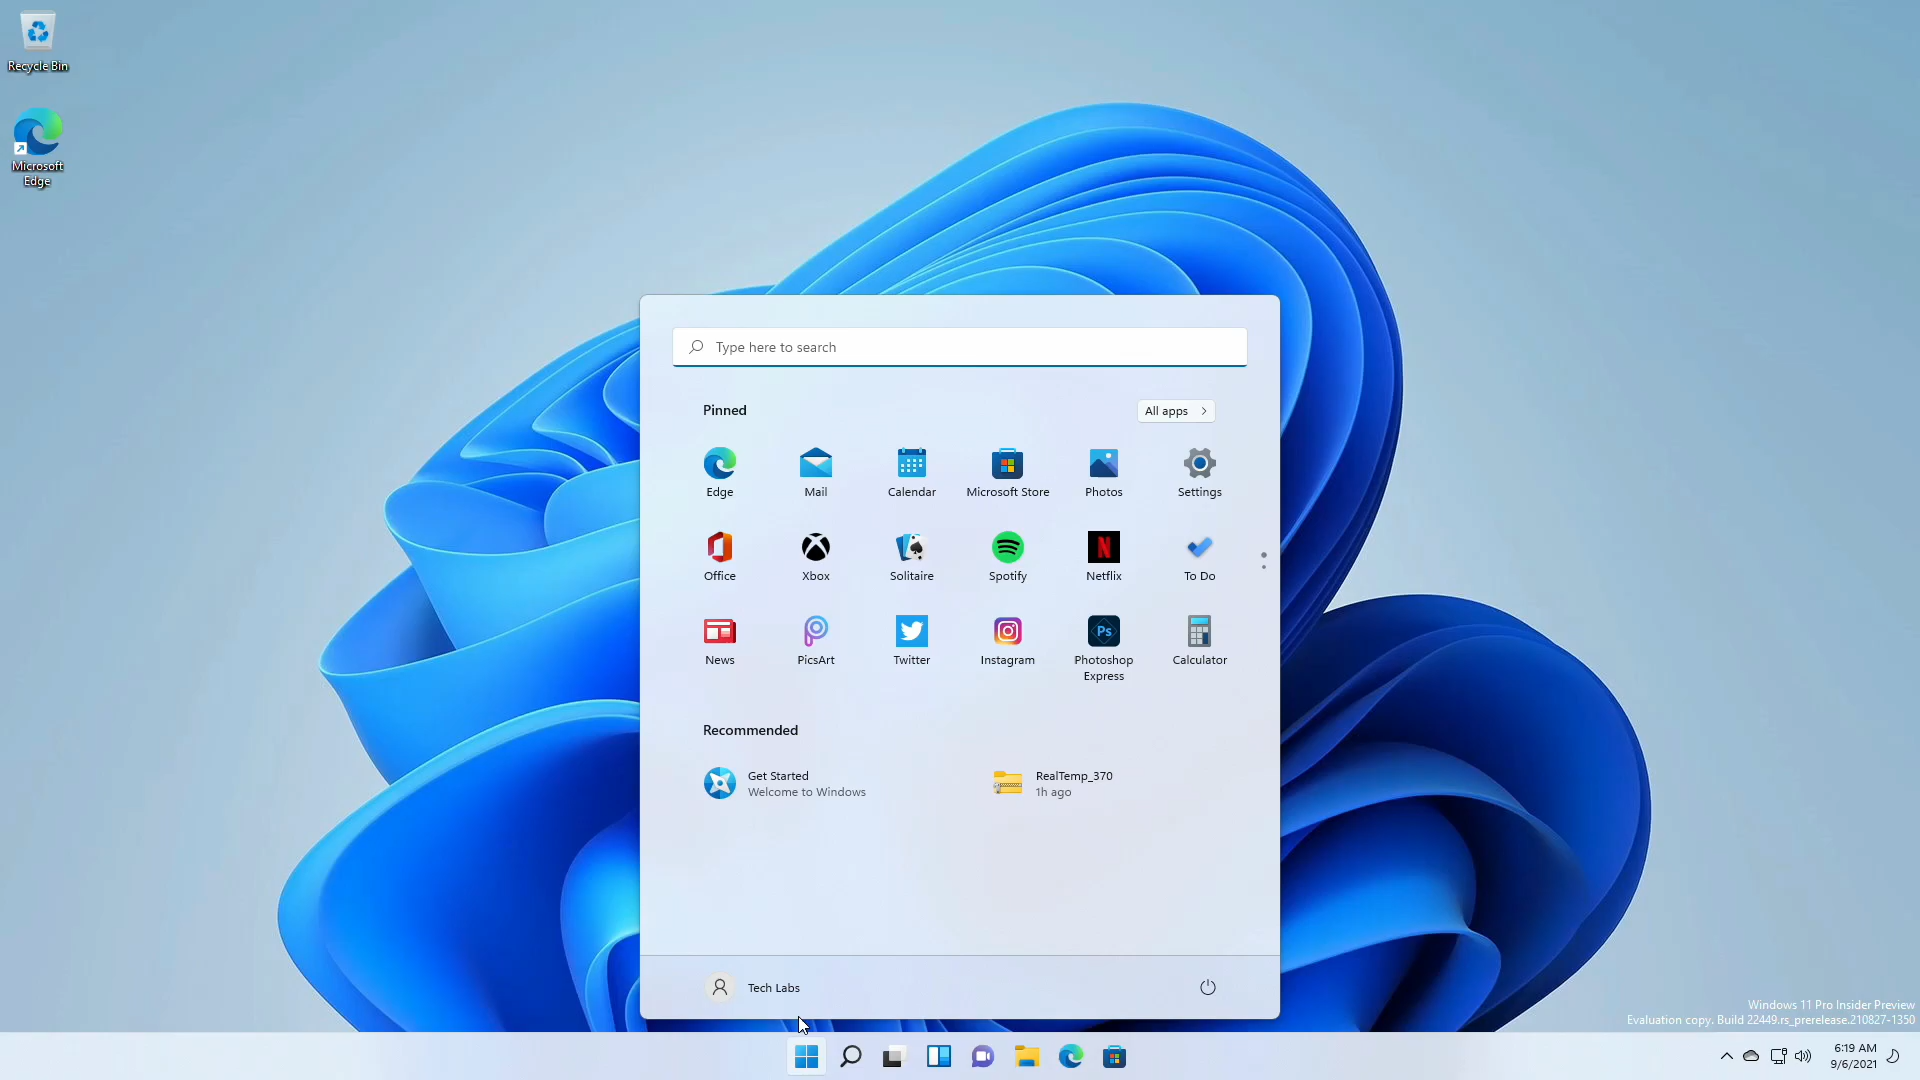 Recycle Bin
Microsoft
Edge
Type here to search
Pinned
All apps
Edge
Mail
Calendar
Microsoft Store
Photos
Settings
Office
Xbox
Solitaire
Spotify
Netflix
To Do
News
PicsArt
Twitter
Instagram
Ps
Photoshop
Express
Calculator
Recommended
Get Started
Welcome to Windows
RealTemp_370
1h ago
Tech Labs
Windows 11 Pro Insider Preview
Evaluation copy. Build 22449.rs_prerelease.210827-1350
6:19 AM
9/6/2021